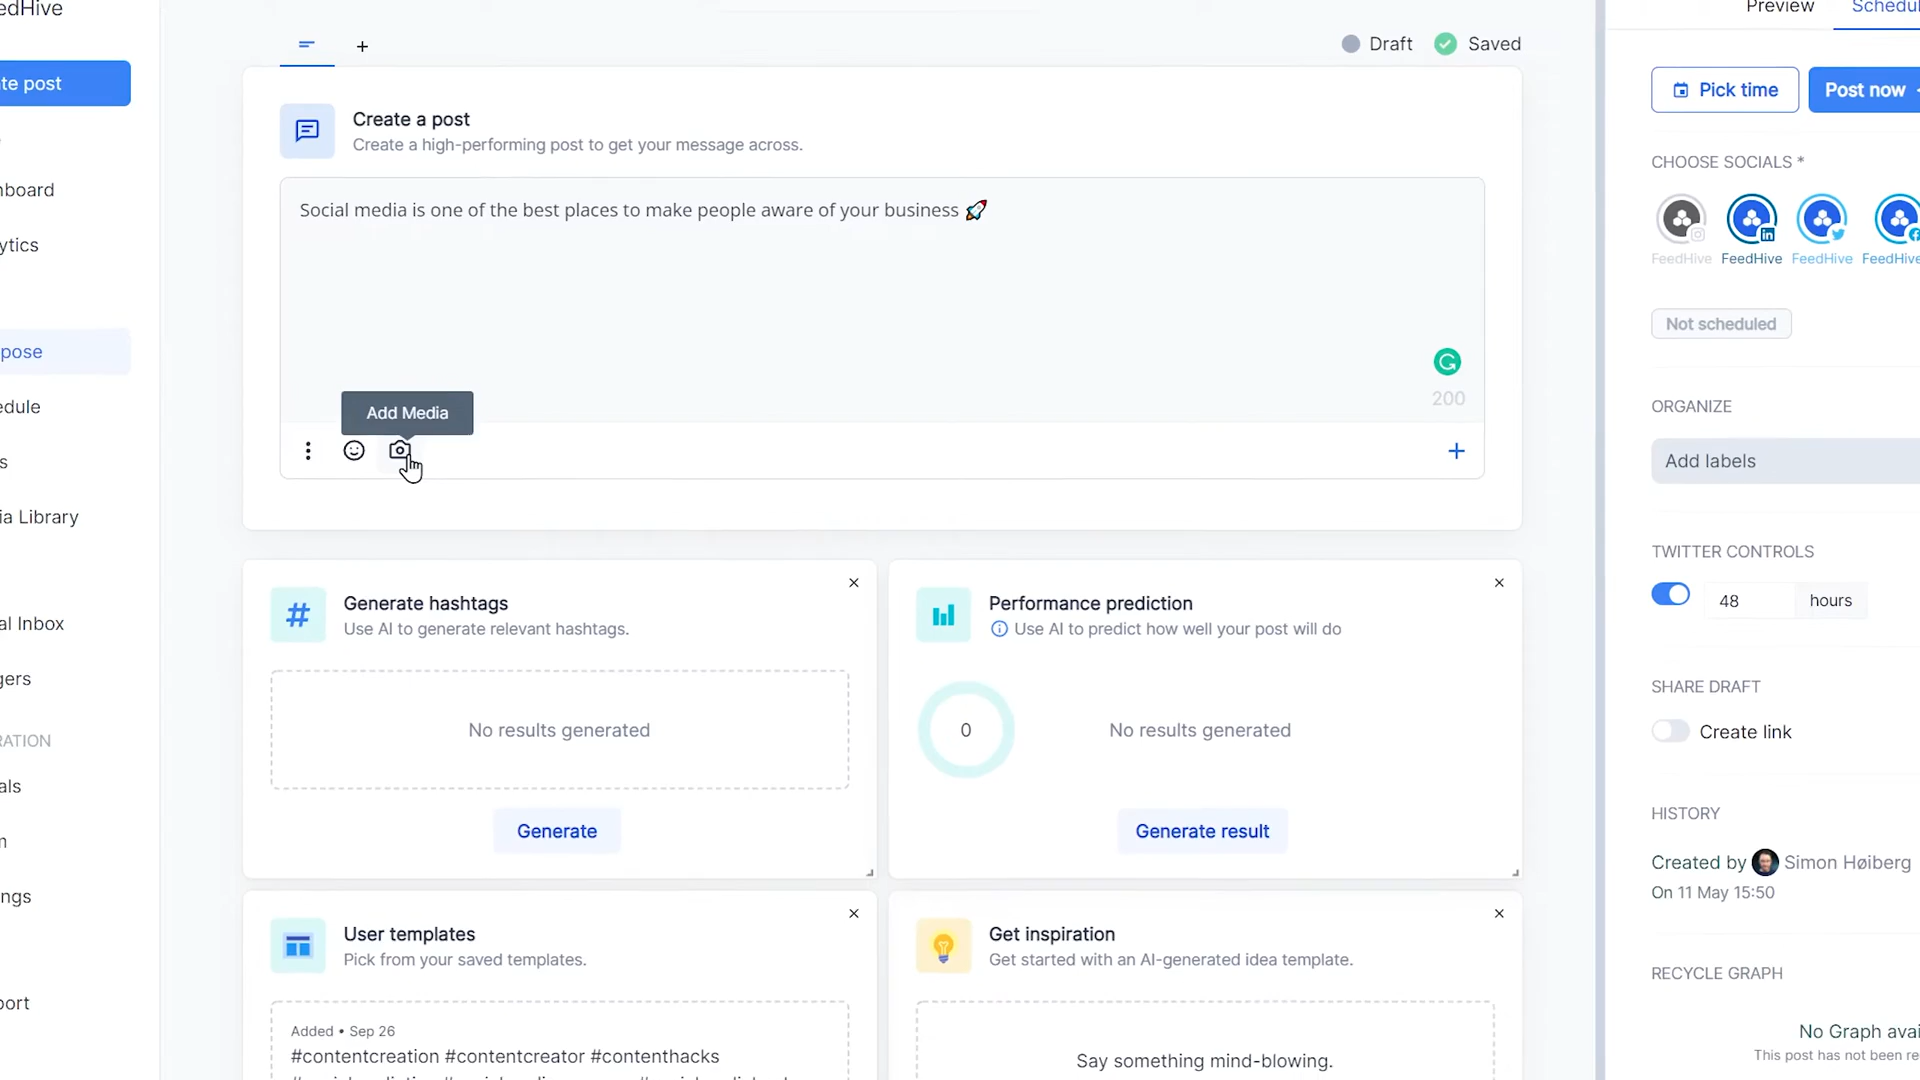 edHive
te post
nboard
ytics
pose
edule
s
ia Library
al Inbox
gers
RATION
als
m
ngs
port
+
Draft
Saved
Create a post
Create a high-performing post to get your message across.
Social media is one of the best places to make people aware of your business 🚀
200
Add Media
Generate hashtags
Use AI to generate relevant hashtags.
No results generated
Generate
Performance prediction
Use AI to predict how well your post will do
0
No results generated
Generate result
User templates
Pick from your saved templates.
Added • Sep 26
#contentcreation #contentcreator #contenthacks
Get inspiration
Get started with an AI-generated idea template.
Say something mind-blowing.
Preview
Schedul
Pick time
Post now
CHOOSE SOCIALS *
FeedHive FeedHive FeedHive FeedHive
Not scheduled
ORGANIZE
Add labels
TWITTER CONTROLS
48 hours
SHARE DRAFT
Create link
HISTORY
Created by Simon Høiberg
On 11 May 15:50
RECYCLE GRAPH
No Graph avai
This post has not been re